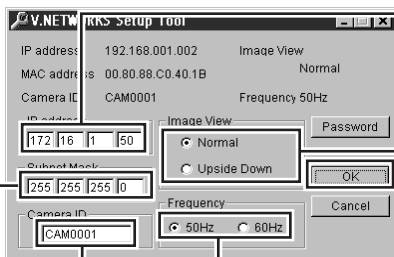 V.NETWORKS Setup Tool
IP address 192.168.001.002 Image View
MAC address 00.80.88.C0.40.1B Normal
Camera ID CAM0001 Frequency 50Hz
IP address Image View Password
172 16 1 50 Normal
Subnet Mask Upside Down OK
255 255 255 0
Camera ID Frequency Cancel
CAM0001 50Hz 60Hz